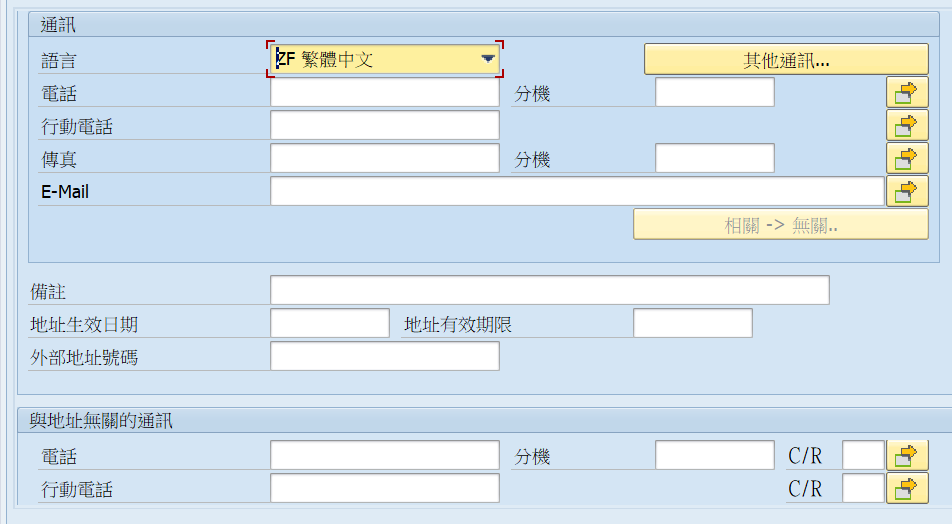 通訊
語言 ZF 繁體中文 其他通訊...
電話 分機
行動電話
傳真 分機
E-Mail
相關 -> 無關..
備註
地址生效日期 地址有效期限
外部地址號碼
與地址無關的通訊
電話 分機 C/R
行動電話 C/R